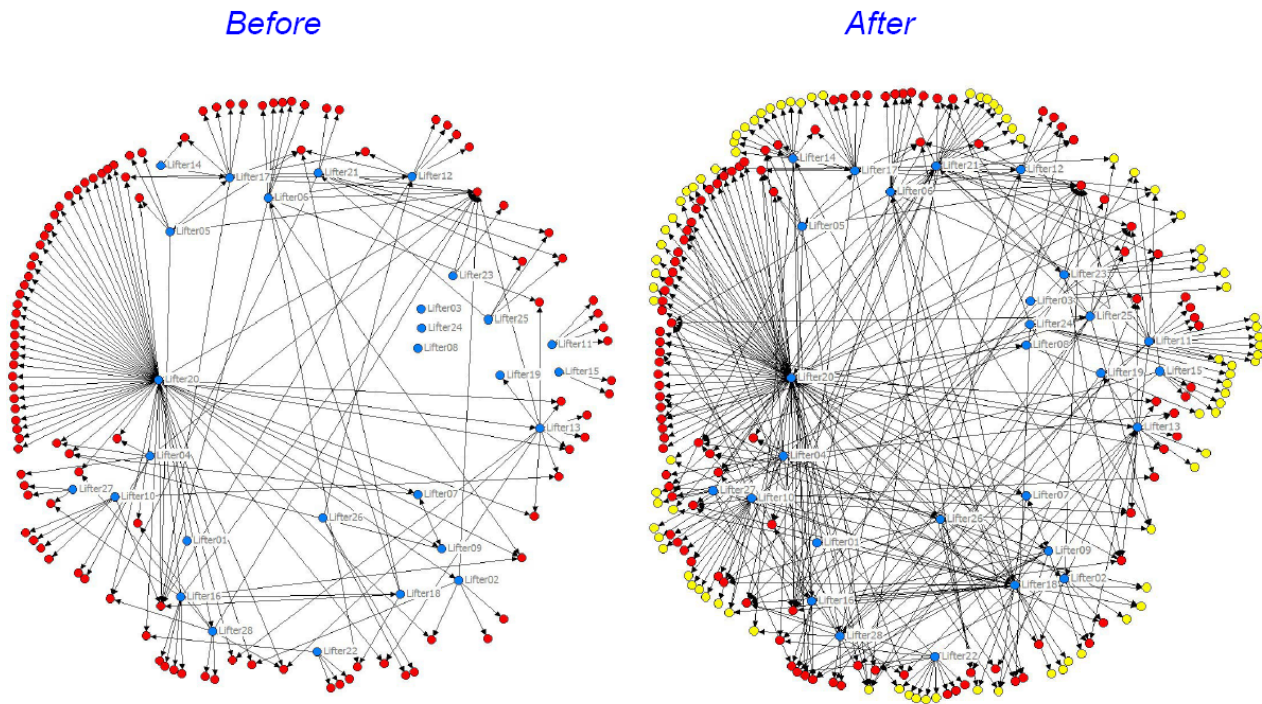 Before
After
Lifter14
Lifter17
Lifter21
Lifter12
Lifter06
Lifter05
Lifter23
Lifter03
Lifter25
Lifter24
Lifter08
Lifter11
Lifter20
Lifter19
Lifter15
Lifter13
Lifter04
Lifter27
Lifter10
Lifter07
Lifter26
Lifter01
Lifter09
Lifter02
Lifter16
Lifter18
Lifter28
Lifter22
Lifter14
Lifter17
Lifter21
Lifter12
Lifter06
Lifter05
Lifter23
Lifter03
Lifter25
Lifter24
Lifter08
Lifter11
Lifter20
Lifter19
Lifter15
Lifter13
Lifter04
Lifter27
Lifter10
Lifter07
Lifter26
Lifter01
Lifter09
Lifter02
Lifter18
Lifter16
Lifter28
Lifter22